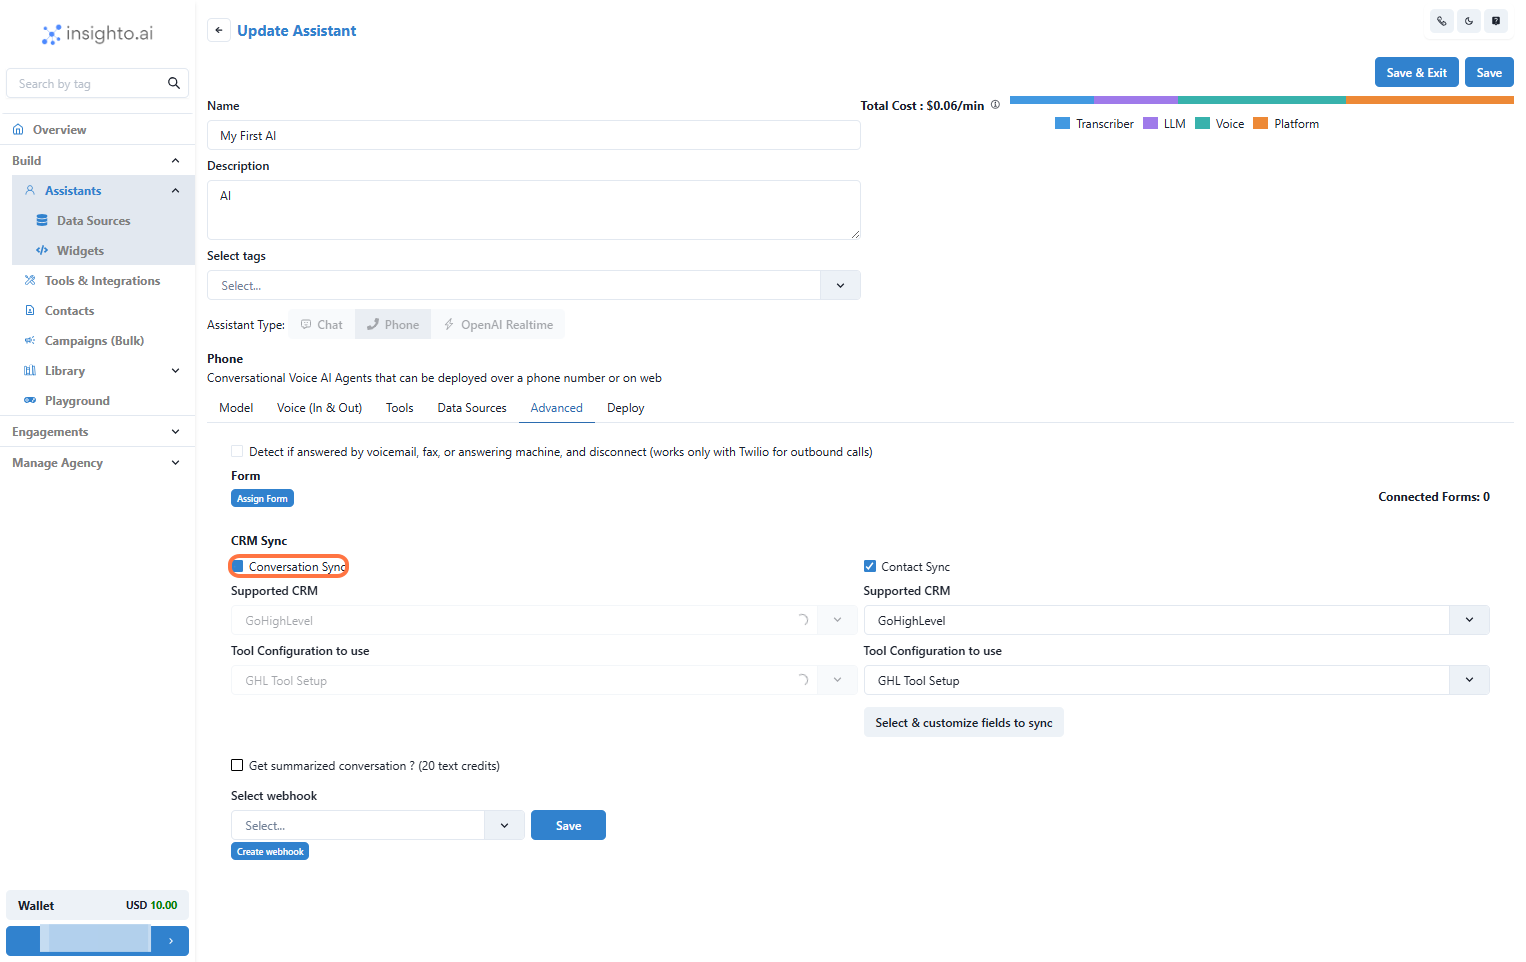 insighto.ai
Search by tag
Overview
Build
Assistants
Data Sources
Widgets
Tools & Integrations
Contacts
Campaigns (Bulk)
Library
Playground
Engagements
Manage Agency
Wallet USD 10.00
Update Assistant
Save & Exit Save
Name
My First AI
Total Cost : $0.06/min
Transcriber LLM Voice Platform
Description
AI
Select tags
Select...
Assistant Type: Chat Phone OpenAI Realtime
Phone
Conversational Voice AI Agents that can be deployed over a phone number or on web
Model Voice (In & Out) Tools Data Sources Advanced Deploy
Detect if answered by voicemail, fax, or answering machine, and disconnect (works only with Twilio for outbound calls)
Form
Assign Form
Connected Forms: 0
CRM Sync
Conversation Sync Contact Sync
Supported CRM Supported CRM
GoHighLevel GoHighLevel
Tool Configuration to use Tool Configuration to use
GHL Tool Setup GHL Tool Setup
Select & customize fields to sync
Get summarized conversation ? (20 text credits)
Select webhook
Select... Save
Create webhook